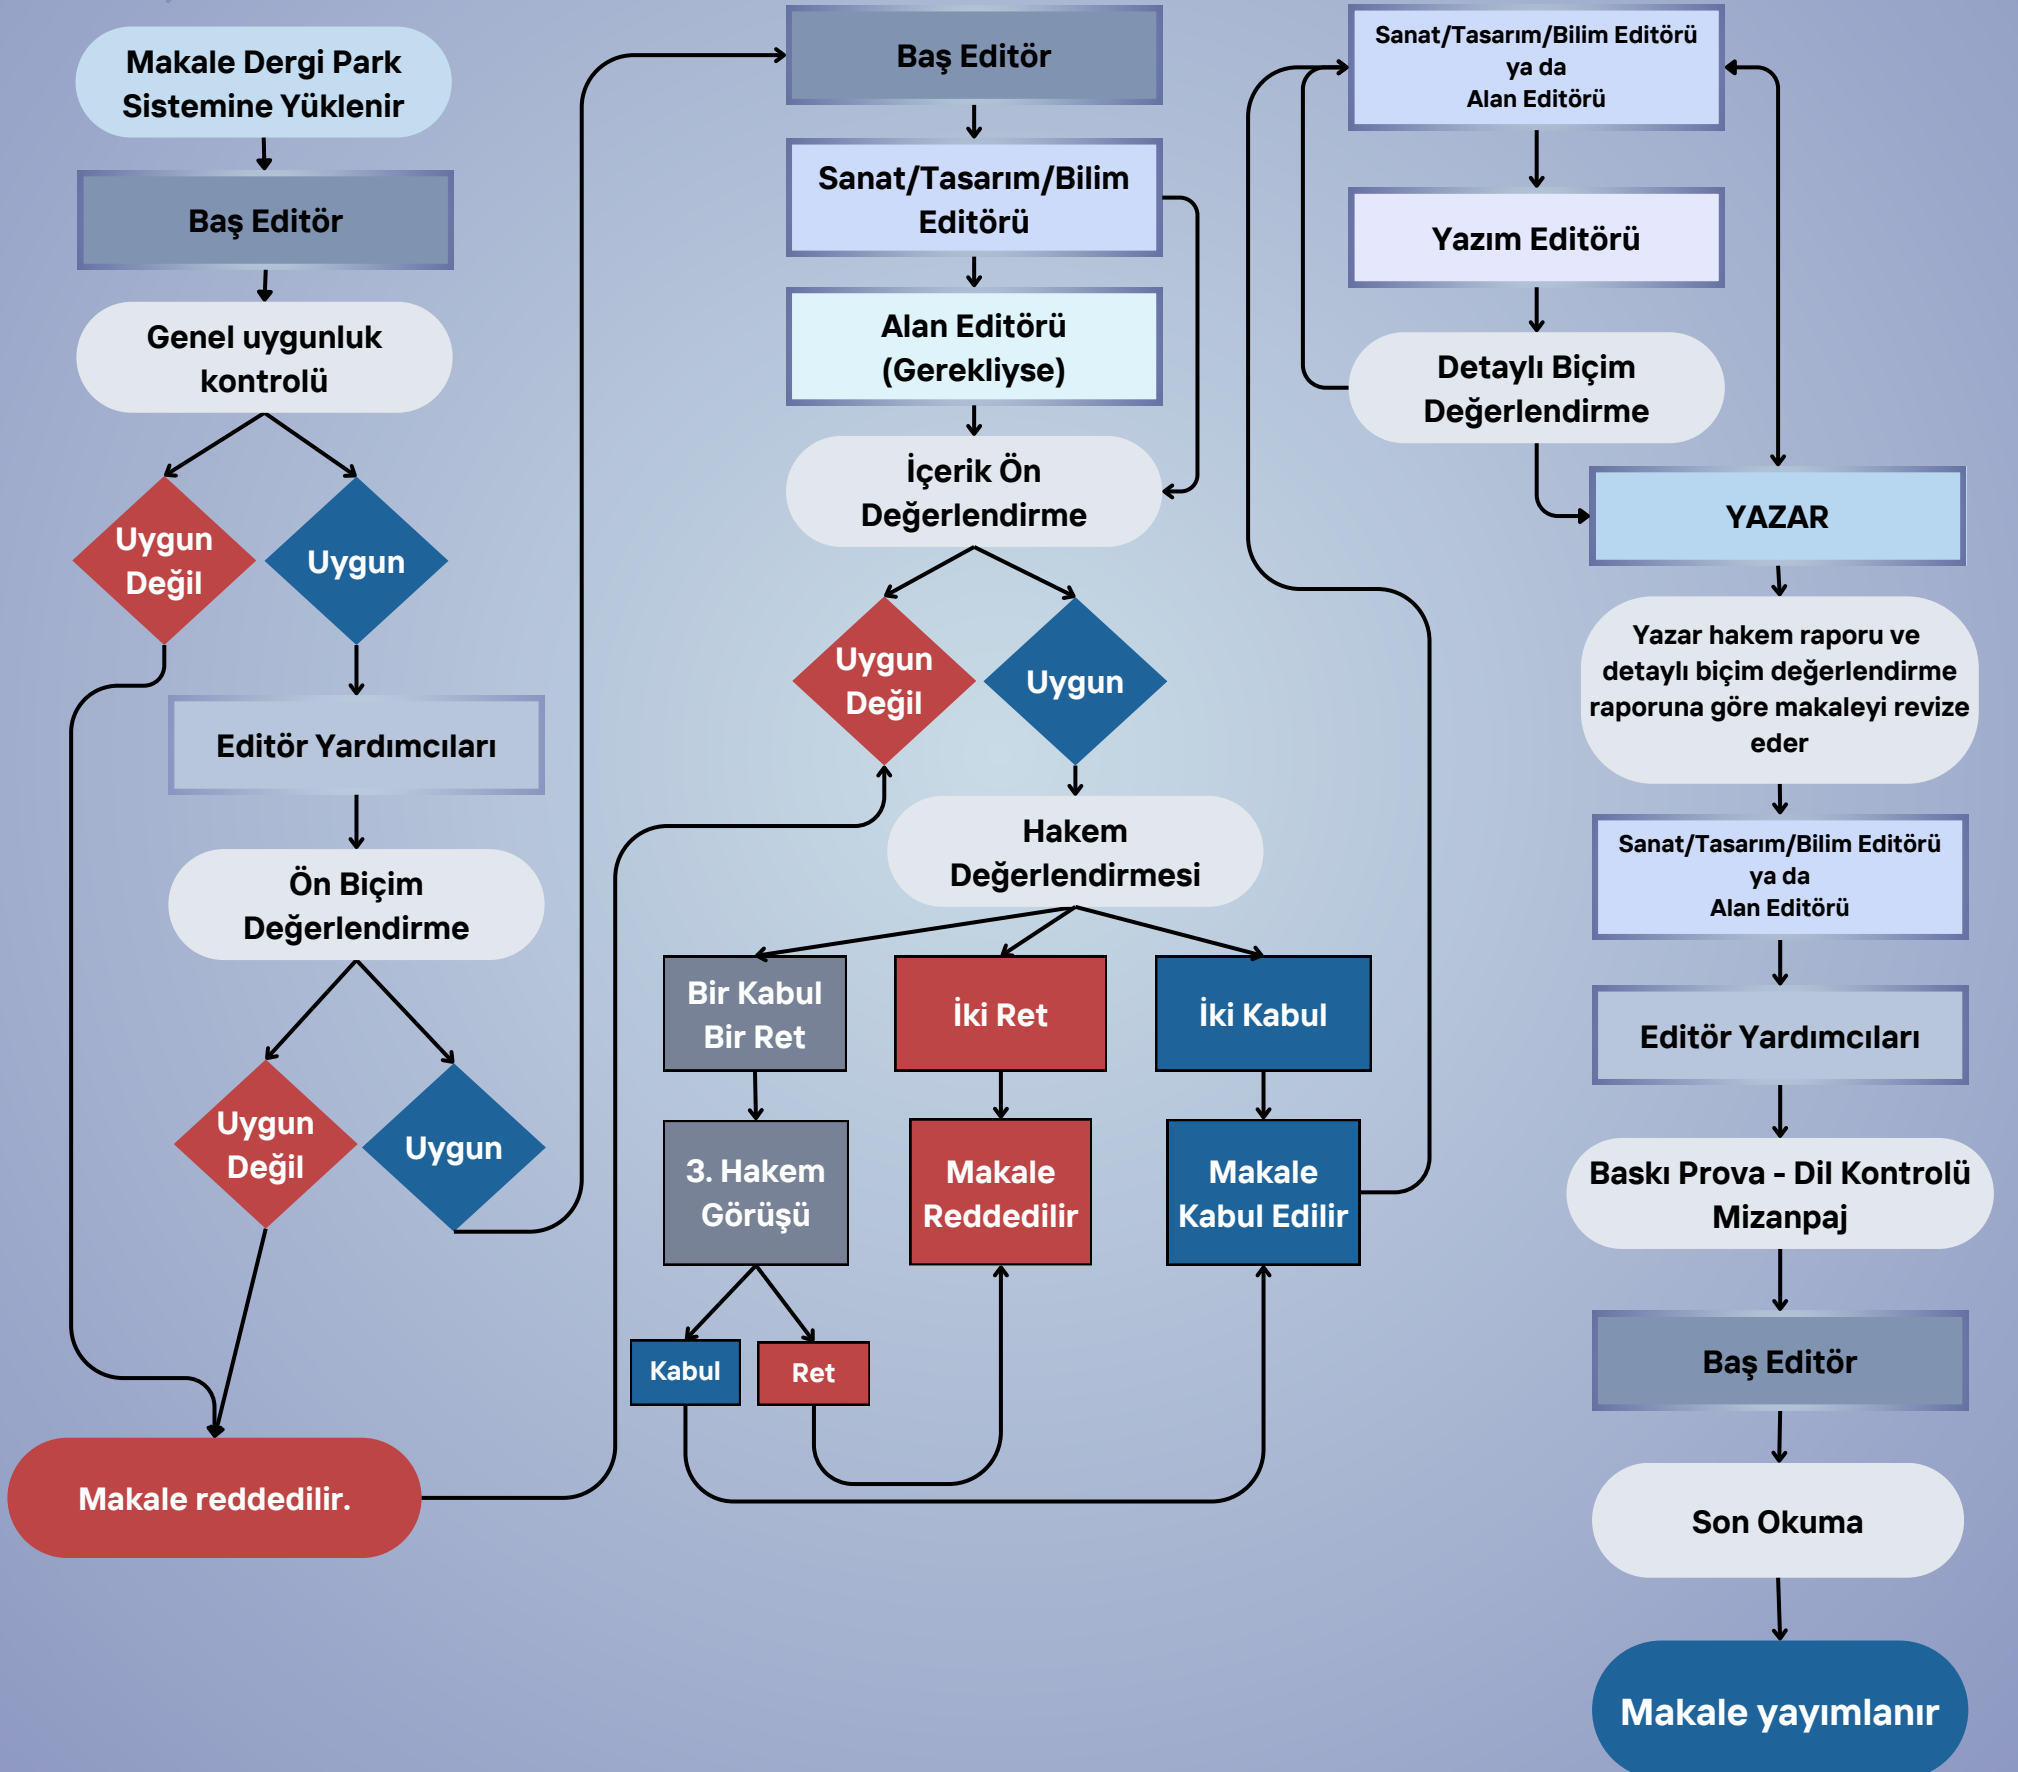 Makale Dergi Park
Sistemine Yüklenir
Baş Editör
Genel uygunluk
kontrolü
Uygun
Değil
Uygun
Editör Yardımcıları
Ön Biçim
Değerlendirme
Uygun
Değil
Uygun
Makale reddedilir.
Baş Editör
Sanat/Tasarım/Bilim
Editörü
Alan Editörü
(Gerekliyse)
İçerik Ön
Değerlendirme
Uygun
Değil
Uygun
Hakem
Değerlendirmesi
Bir Kabul
Bir Ret
İki Ret
İki Kabul
3. Hakem
Görüşü
Makale
Reddedilir
Makale
Kabul Edilir
Kabul
Ret
Sanat/Tasarım/Bilim Editörü
ya da
Alan Editörü
Yazım Editörü
Detaylı Biçim
Değerlendirme
YAZAR
Yazar hakem raporu ve
detaylı biçim değerlendirme
raporuna göre makaleyi revize
eder
Sanat/Tasarım/Bilim Editörü
ya da
Alan Editörü
Editör Yardımcıları
Baskı Prova - Dil Kontrolü
Mizanpaj
Baş Editör
Son Okuma
Makale yayımlanır